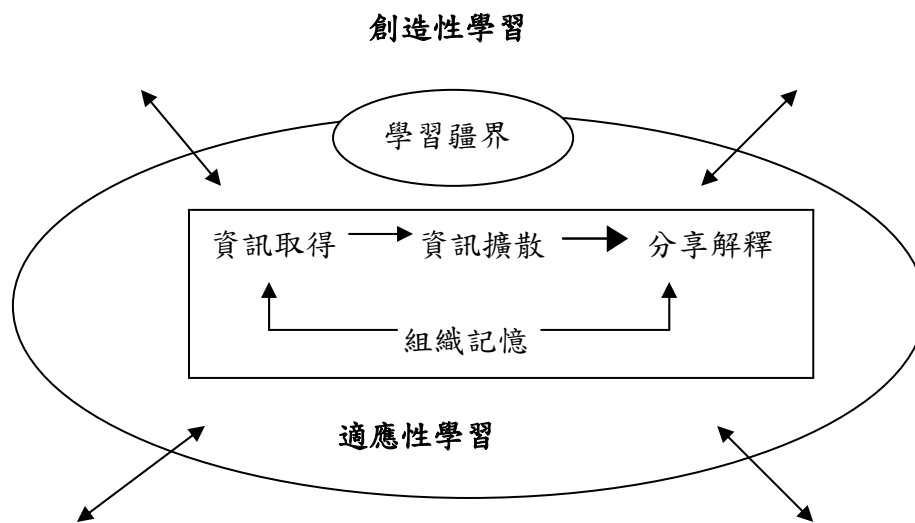 創造性學習
學習疆界
資訊取得 資訊擴散 分享解釋
組織記憶
適應性學習